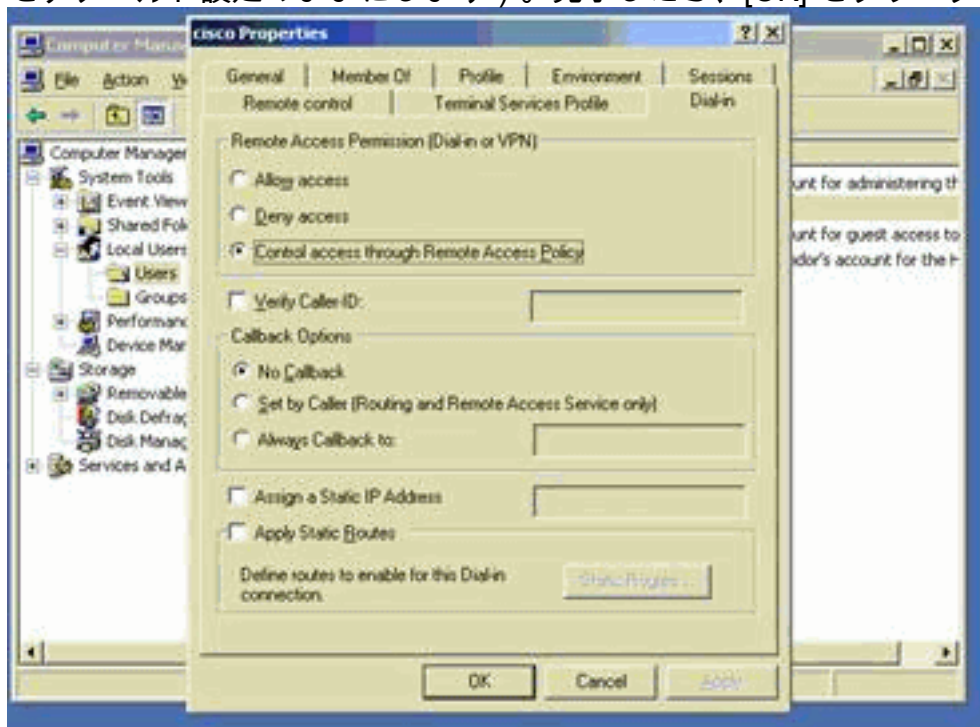 cisco Properties
Computer Mana
File Action
General Member Of Profile Environment Sessions
Remote control Terminal Services Profile Dial-in
Remote Access Permission (Dial-in or VPN)
Allow access
Deny access
Control access through Remote Access Policy
Verify Caller-ID:
Callback Options
No Callback
Set by Caller (Routing and Remote Access Service only)
Always Callback to:
Assign a Static IP Address
Apply Static Routes
Define routes to enable for this Dial-in
connection.
OK Cancel Apply
Computer Manager
System Tools
Event View
Shared Fol
Local Users
Users
Groups
Performanc
Device Mar
Storage
Removable
Disk Defrag
Disk Manag
Services and A
unt for administering th
unt for guest access to
dor's account for the H